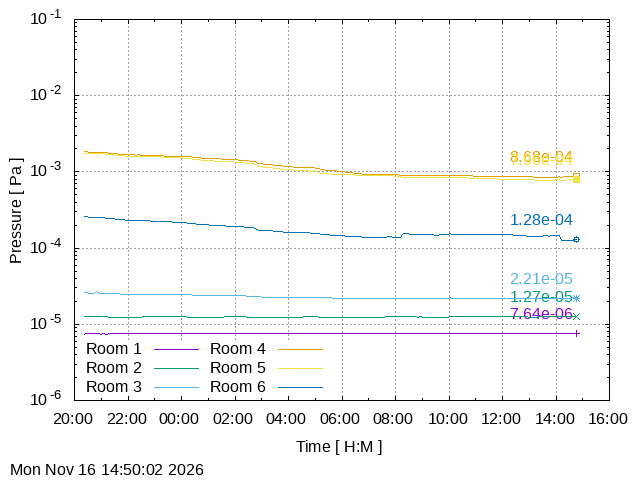 10^-1
10^-2
10^-3
10^-4
10^-5
10^-6
Pressure [ Pa ]
8.68e-04
1.28e-04
2.21e-05
1.27e-05
7.64e-06
Room 1 Room 4
Room 2 Room 5
Room 3 Room 6
20:00 22:00 00:00 02:00 04:00 06:00 08:00 10:00 12:00 14:00 16:00
Time [ H:M ]
Mon Nov 16 14:50:02 2026